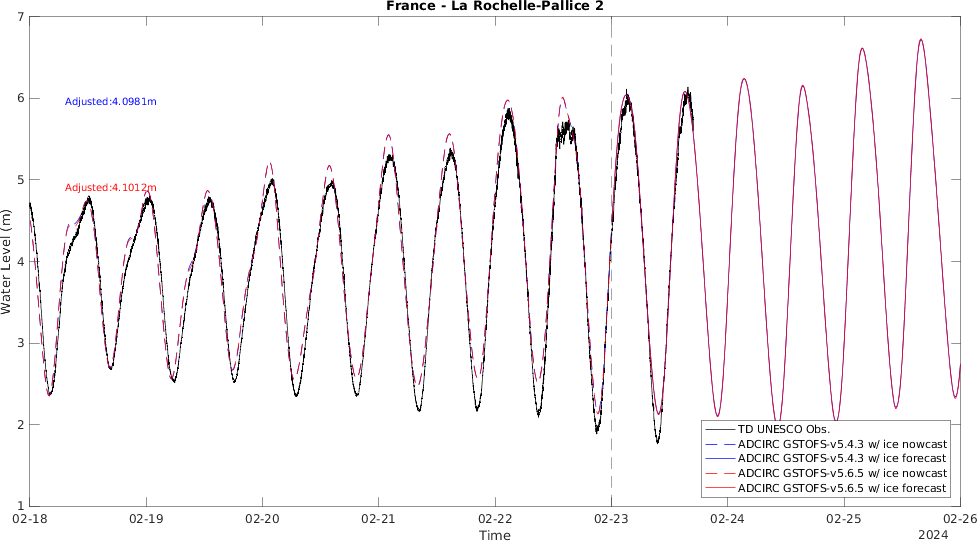 France - La Rochelle-Pallice 2
7
6
5
4
3
2
1
Water Level (m)
Adjusted:4.0981m
Adjusted:4.1012m
TD UNESCO Obs.
ADCIRC GSTOFS-v5.4.3 w/ ice nowcast
ADCIRC GSTOFS-v5.4.3 w/ ice forecast
ADCIRC GSTOFS-v5.6.5 w/ ice nowcast
ADCIRC GSTOFS-v5.6.5 w/ ice forecast
02-18 02-19 02-20 02-21 02-22 02-23 02-24 02-25 02-26
Time
2024